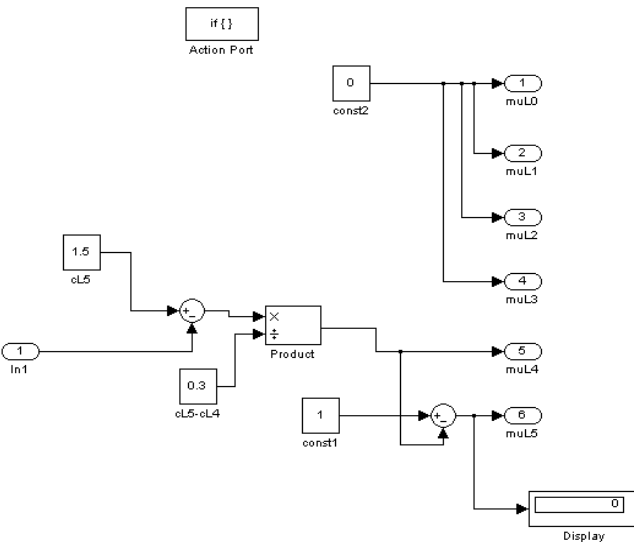 if { }
Action Port
0
const2
1
muL0
2
muL1
3
muL2
4
muL3
1.5
cL5
+
−
×
÷
Product
1
In1
0.3
cL5-cL4
5
muL4
1
const1
+
−
6
muL5
0
Display